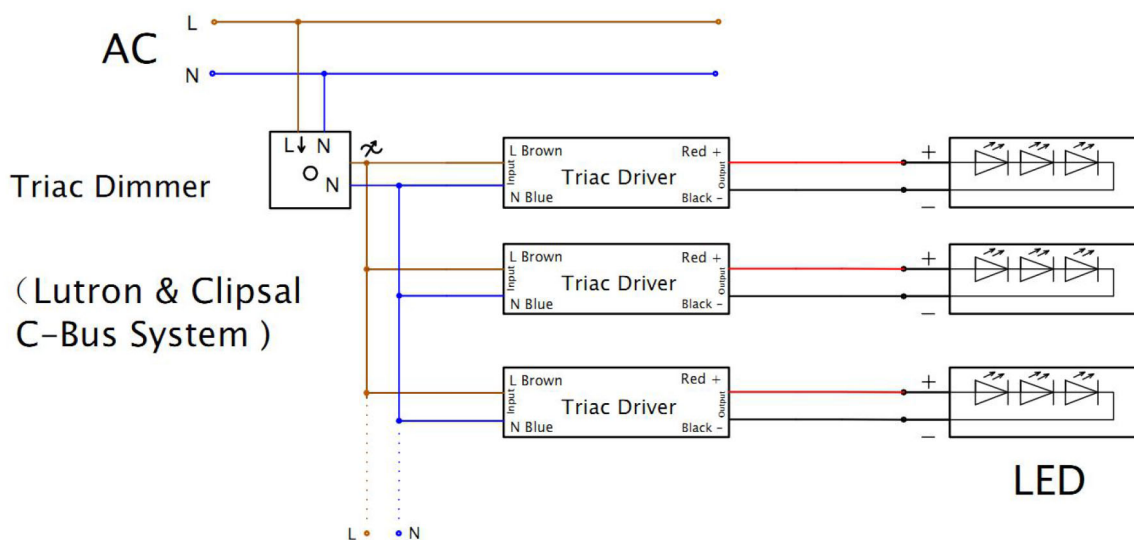 L
AC
N
L↓ N
N
Triac Dimmer
（Lutron & Clipsal
C-Bus System )
L Brown
Input
N Blue
Triac Driver
Red +
Output
Black -
+
−
L Brown
Input
N Blue
Triac Driver
Red +
Output
Black -
+
−
L Brown
Input
N Blue
Triac Driver
Red +
Output
Black -
+
−
LED
L
N